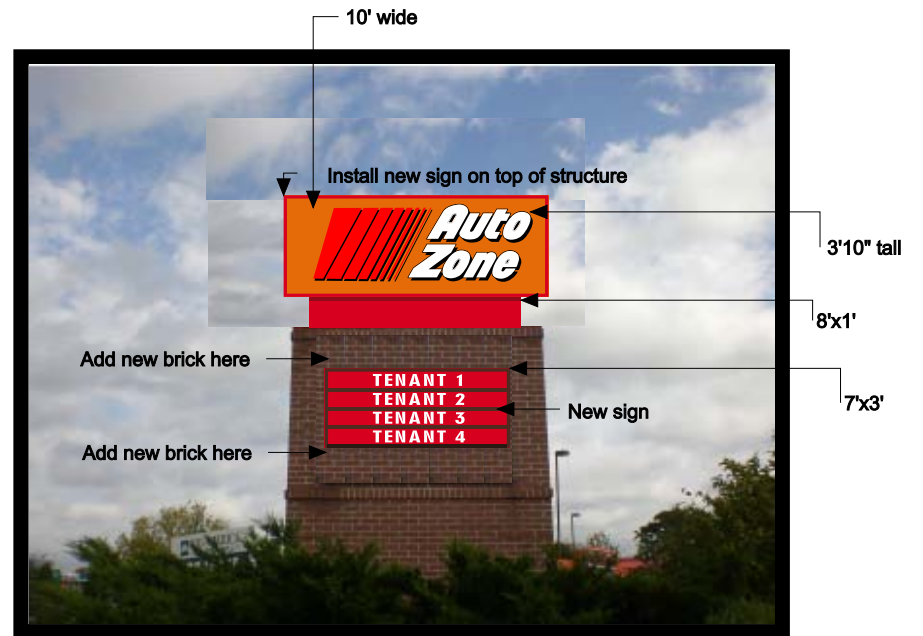 10' wide
Install new sign on top of structure
Auto
Zone
3'10" tall
8'x1'
Add new brick here
7'x3'
TENANT 1
TENANT 2
New sign
TENANT 3
TENANT 4
Add new brick here